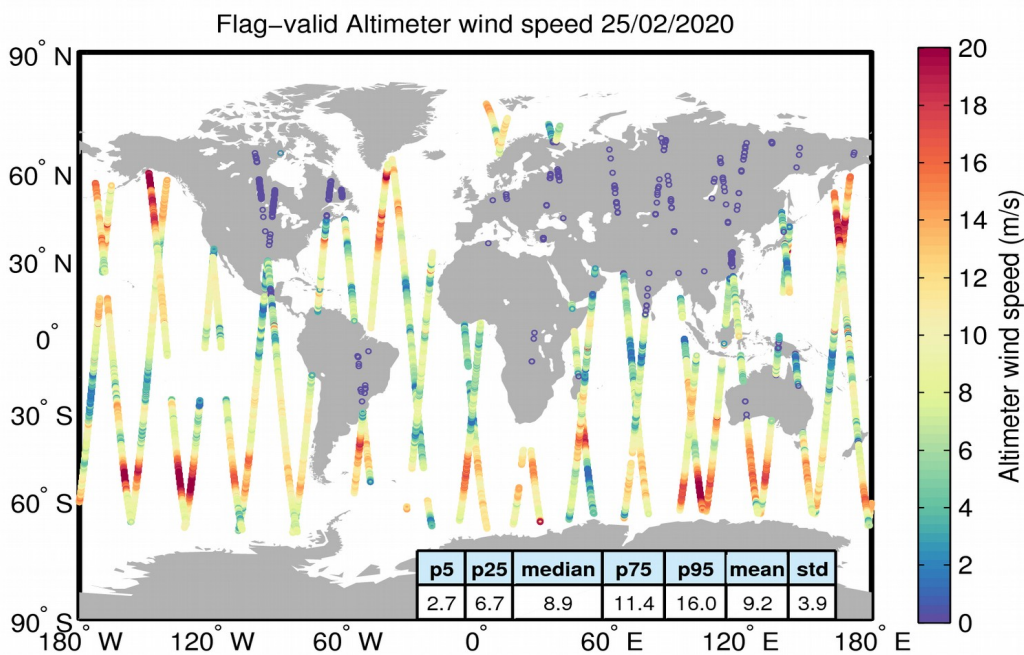 Flag−valid Altimeter wind speed 25/02/2020
90° N
60° N
30° N
0°
30° S
60° S
90° S
180° W
120° W
60° W
0°
60° E
120° E
180° E
p5 p25 median p75 p95 mean std
2.7 6.7 8.9 11.4 16.0 9.2 3.9
20
18
16
14
12
10
8
6
4
2
0
Altimeter wind speed (m/s)